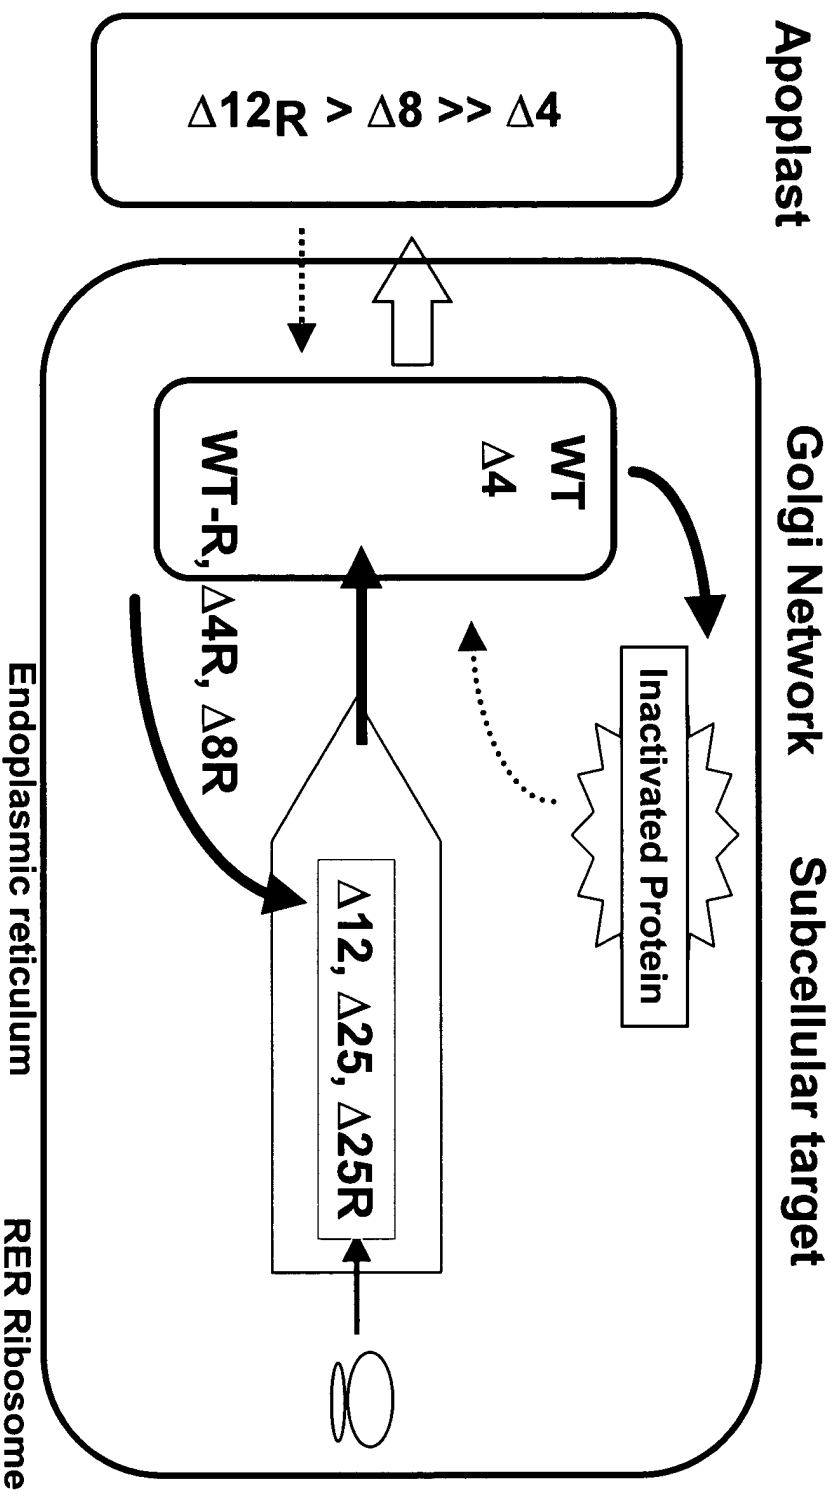 Apoplast
Golgi Network
Subcellular target
Δ12R > Δ8 >> Δ4
WT
Δ4
WT-R, Δ4R, Δ8R
Inactivated Protein
Δ12, Δ25, Δ25R
Endoplasmic reticulum
RER Ribosome